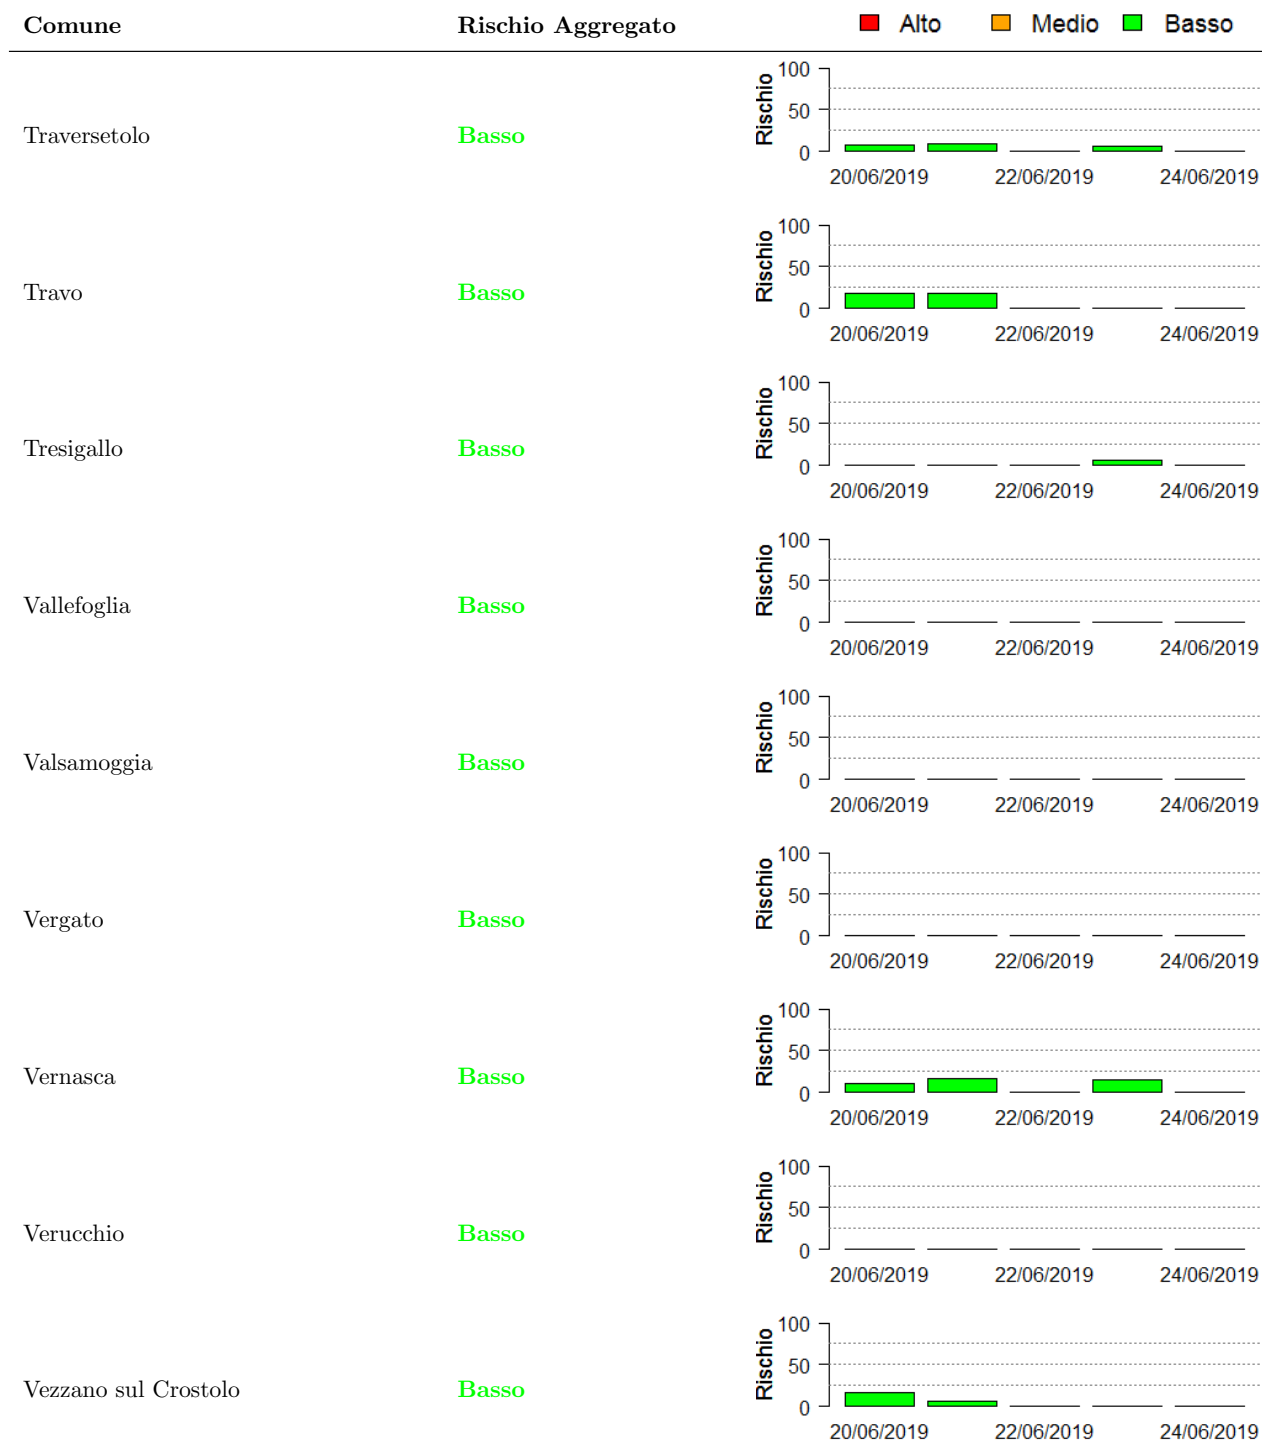 Comune Rischio Aggregato Alto Medio Basso
Traversetolo Basso
Rischio
100
50
0
20/06/2019 22/06/2019 24/06/2019
Travo Basso
Rischio
100
50
0
20/06/2019 22/06/2019 24/06/2019
Tresigallo Basso
Rischio
100
50
0
20/06/2019 22/06/2019 24/06/2019
Vallefoglia Basso
Rischio
100
50
0
20/06/2019 22/06/2019 24/06/2019
Valsamoggia Basso
Rischio
100
50
0
20/06/2019 22/06/2019 24/06/2019
Vergato Basso
Rischio
100
50
0
20/06/2019 22/06/2019 24/06/2019
Vernasca Basso
Rischio
100
50
0
20/06/2019 22/06/2019 24/06/2019
Verucchio Basso
Rischio
100
50
0
20/06/2019 22/06/2019 24/06/2019
Vezzano sul Crostolo Basso
Rischio
100
50
0
20/06/2019 22/06/2019 24/06/2019